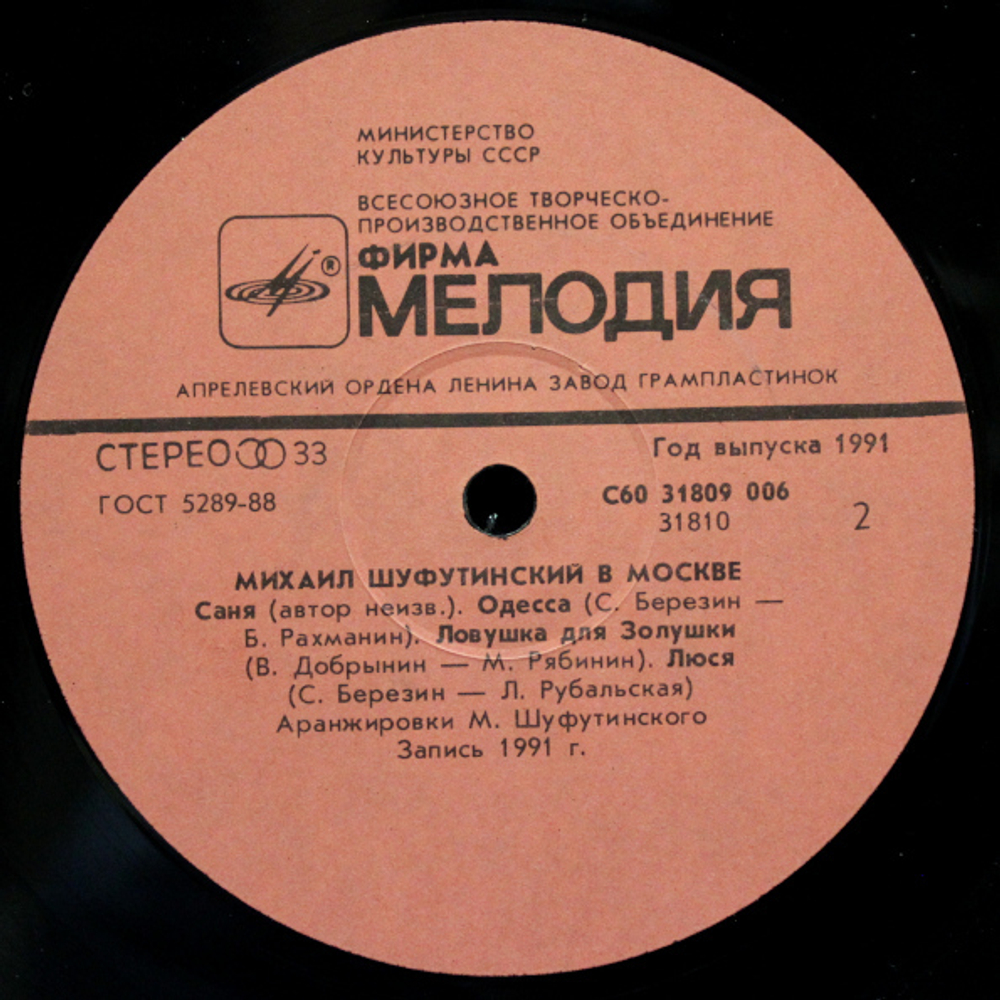 МИНИСТЕРСТВО
КУЛЬТУРЫ СССР
ВСЕСОЮЗНОЕ ТВОРЧЕСКО-
ПРОИЗВОДСТВЕННОЕ ОБЪЕДИНЕНИЕ
ФИРМА
®
МЕЛОДИЯ
АПРЕЛЕВСКИЙ ОРДЕНА ЛЕНИНА ЗАВОД ГРАМПЛАСТИНОК
СТЕРЕО 33
Год выпуска 1991
ГОСТ 5289-88
С60 31809 006
31810
2
МИХАИЛ ШУФУТИНСКИЙ В МОСКВЕ
Саня (автор неизв.). Одесса (С. Березин —
Б. Рахманин). Ловушка для Золушки
(В. Добрынин — М. Рябинин). Люся
(С. Березин — Л. Рубальская)
Аранжировки М. Шуфутинского
Запись 1991 г.